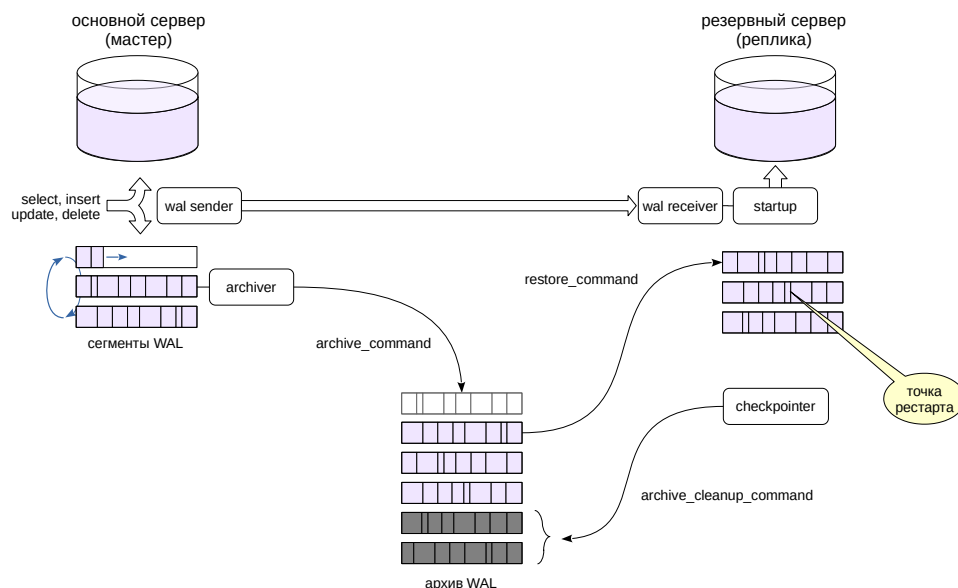 основной сервер
(мастер)
резервный сервер
(реплика)
select, insert
update, delete
wal sender
wal receiver
startup
archiver
restore_command
сегменты WAL
archive_command
точка
рестарта
checkpointer
archive_cleanup_command
архив WAL